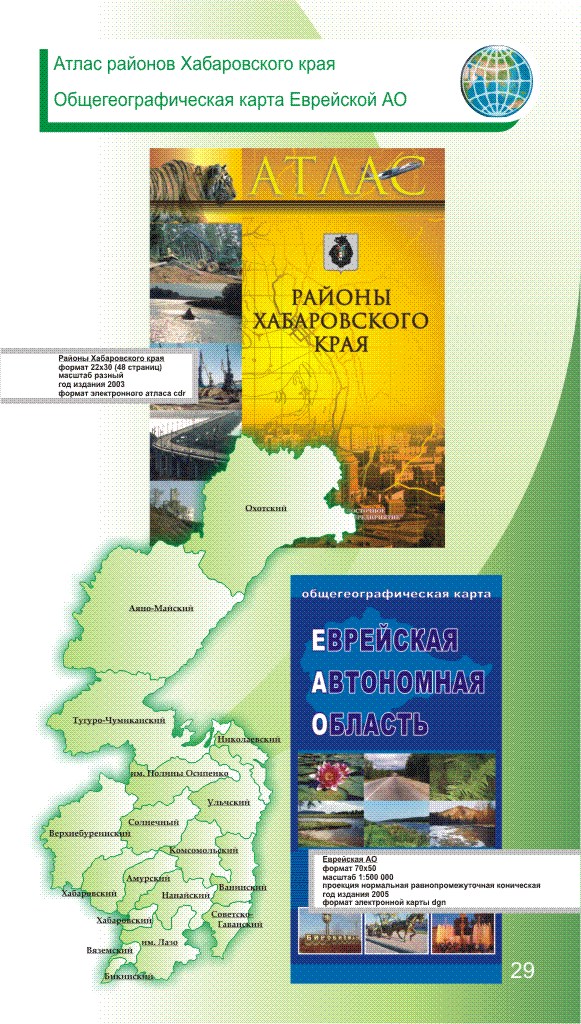 Атлас районов Хабаровского края
Общегеографическая карта Еврейской АО
АТЛАС
РАЙОНЫ
ХАБАРОВСКОГО
КРАЯ
Районы Хабаровского края
формат 22х30 (48 страниц)
масштаб разный
год издания 2003
формат электронного атласа cdr
Охотский
Аяно-Майский
Тугуро-Чумиканский
Николаевский
им. Полины Осипенко
Ульчский
Солнечный
Верхнебуреинский
Комсомольский
Амурский
Ванинский
Хабаровский
Нанайский
Хабаровский
Советско-
Гаванский
им. Лазо
Вяземский
Бикинский
общегеографическая карта
ЕВРЕЙСКАЯ
АВТОНОМНАЯ
ОБЛАСТЬ
Еврейская АО
формат 70х50
масштаб 1:500 000
проекция нормальная равнопромежуточная коническая
год издания 2005
формат электронной карты dgn
29